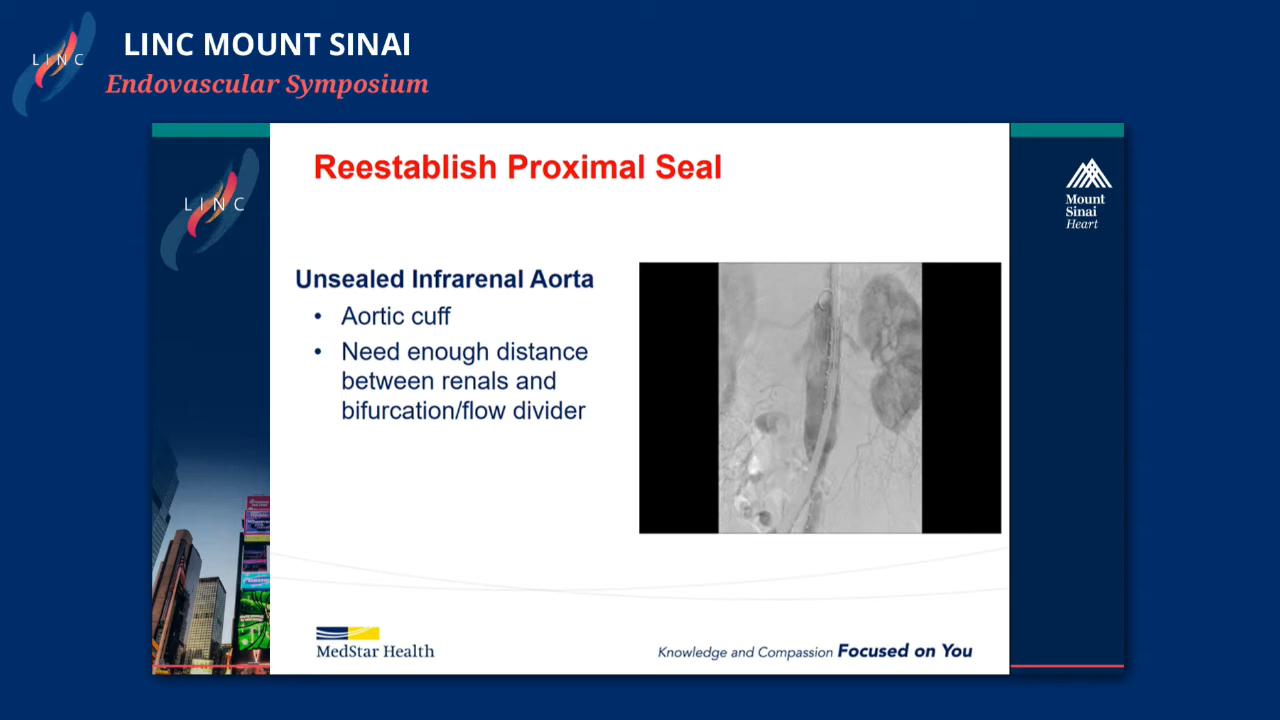 LINC
LINC MOUNT SINAI
Endovascular Symposium
LINC
Reestablish Proximal Seal
Mount
Sinai
Heart
Unsealed Infrarenal Aorta
• Aortic cuff
• Need enough distance
between renals and
bifurcation/flow divider
MedStar Health
Knowledge and Compassion Focused on You